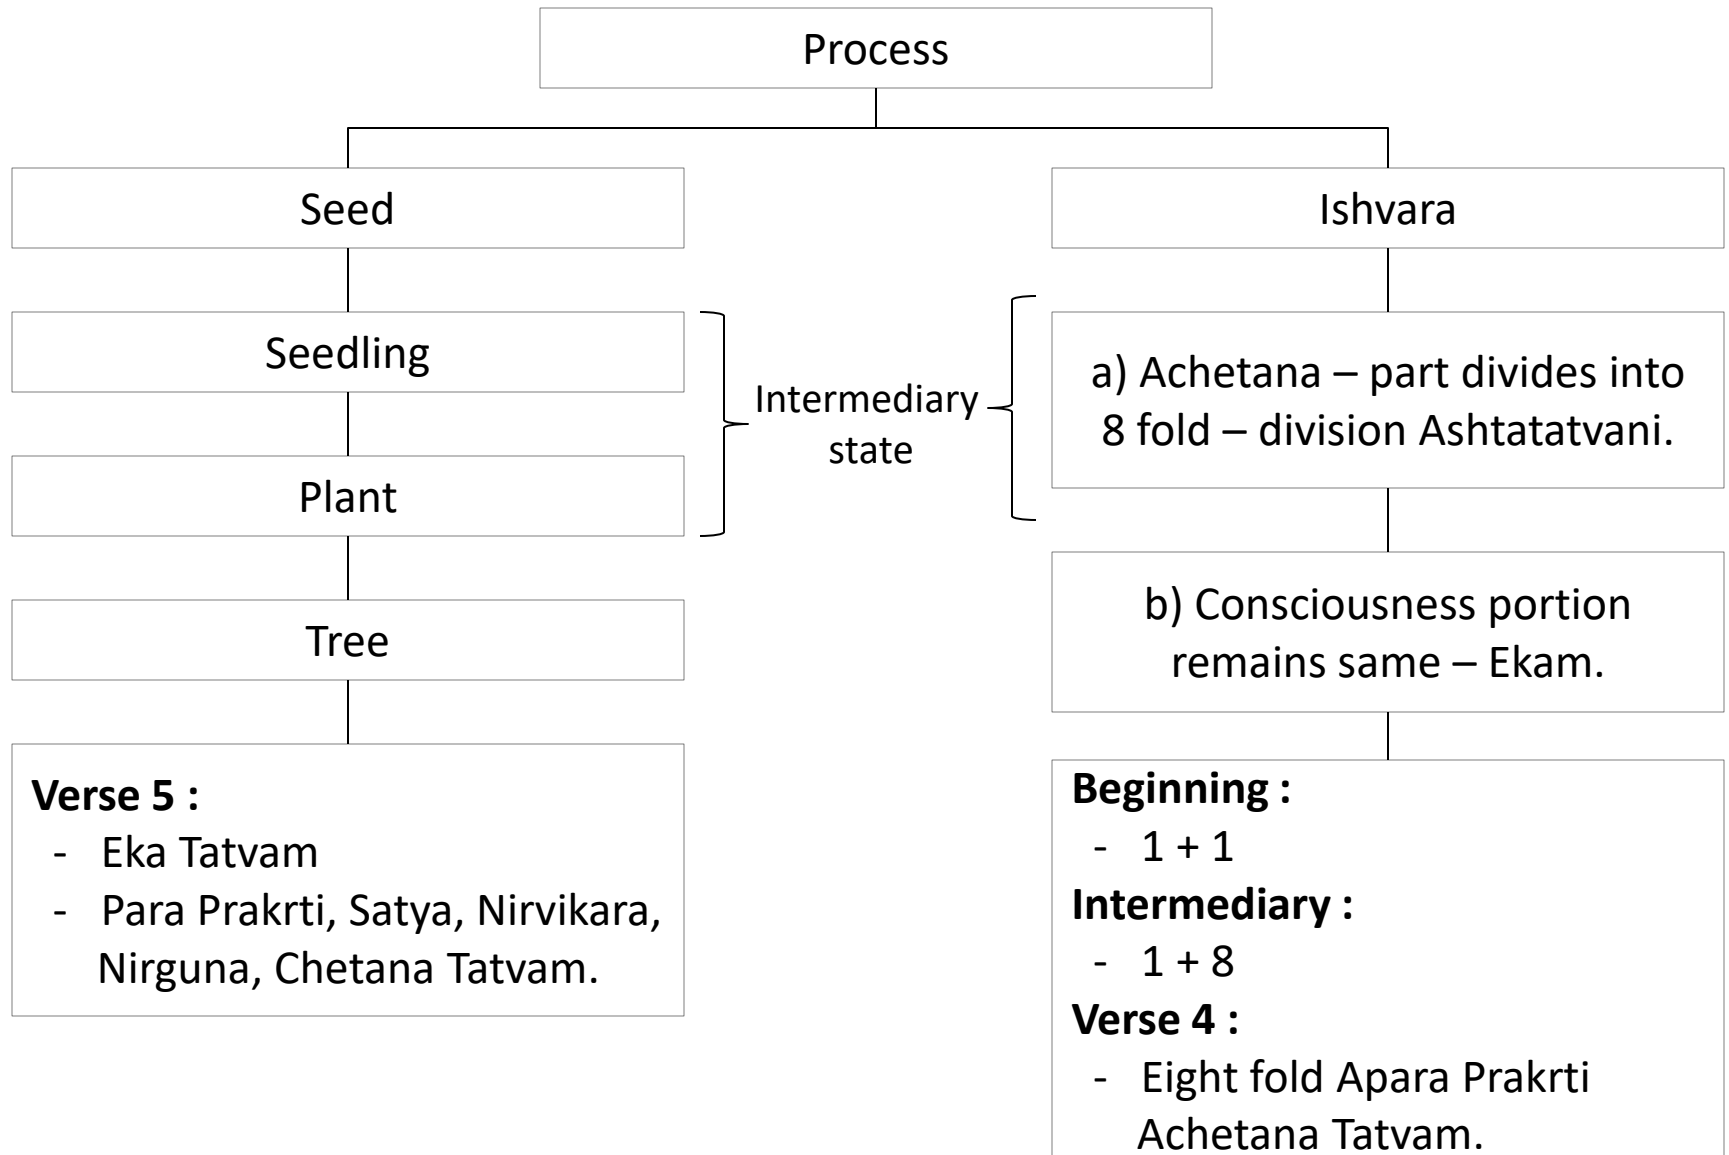 Process
Seed
Seedling
Plant
Tree
Verse 5 :
- Eka Tatvam
- Para Prakrti, Satya, Nirvikara,
Nirguna, Chetana Tatvam.
Intermediary
state
Ishvara
a) Achetana – part divides into
8 fold – division Ashtatatvani.
b) Consciousness portion
remains same – Ekam.
Beginning :
- 1 + 1
Intermediary :
- 1 + 8
Verse 4 :
- Eight fold Apara Prakrti
Achetana Tatvam.